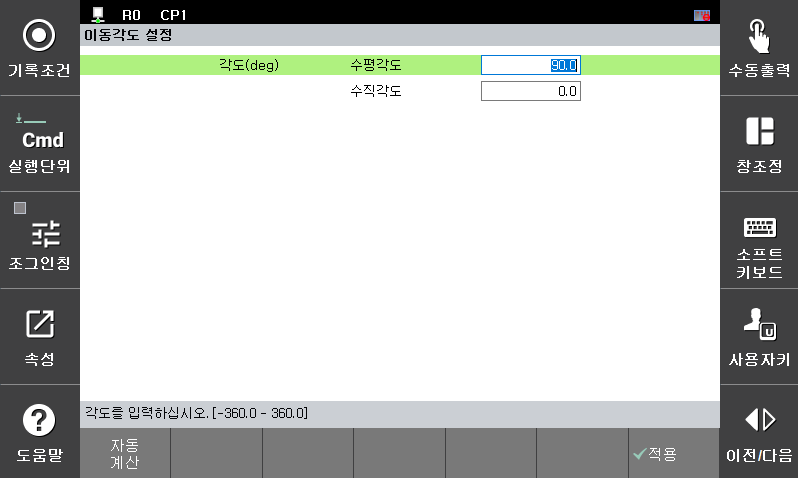 R0 CP1
이동각도 설정
기록조건
각도(deg) 수평각도 90.0
수직각도 0.0
수동출력
Cmd
실행단위
창조정
조그인칭
소프트
키보드
속성
U
사용자키
각도를 입력하십시오. [-360.0 - 360.0]
?
도움말
자동
계산
적용
이전/다음